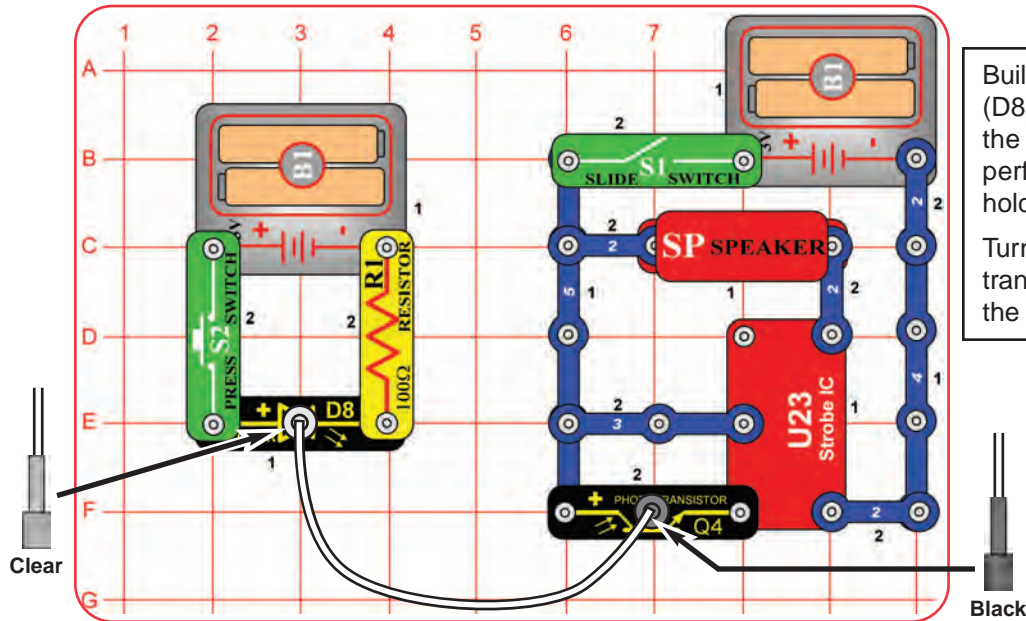 1 2 3 4 5 6 7
A
B
C
D
E
F
G
B1
3V
+ -
1
S2
PRESS SWITCH
2
R1
RESISTOR
100Ω
2
+ D8
1
B1
1
3V
+ -
2
S1
SLIDE SWITCH
2
2
2
2
SP SPEAKER
1
5
1
2
2
4
1
2
3
U23
Strobe IC
1
2
+ PHOTOTRANSISTOR
Q4
2
2
Clear
Black
Buil
(D8
the
perf
hold
Turn
tran
the